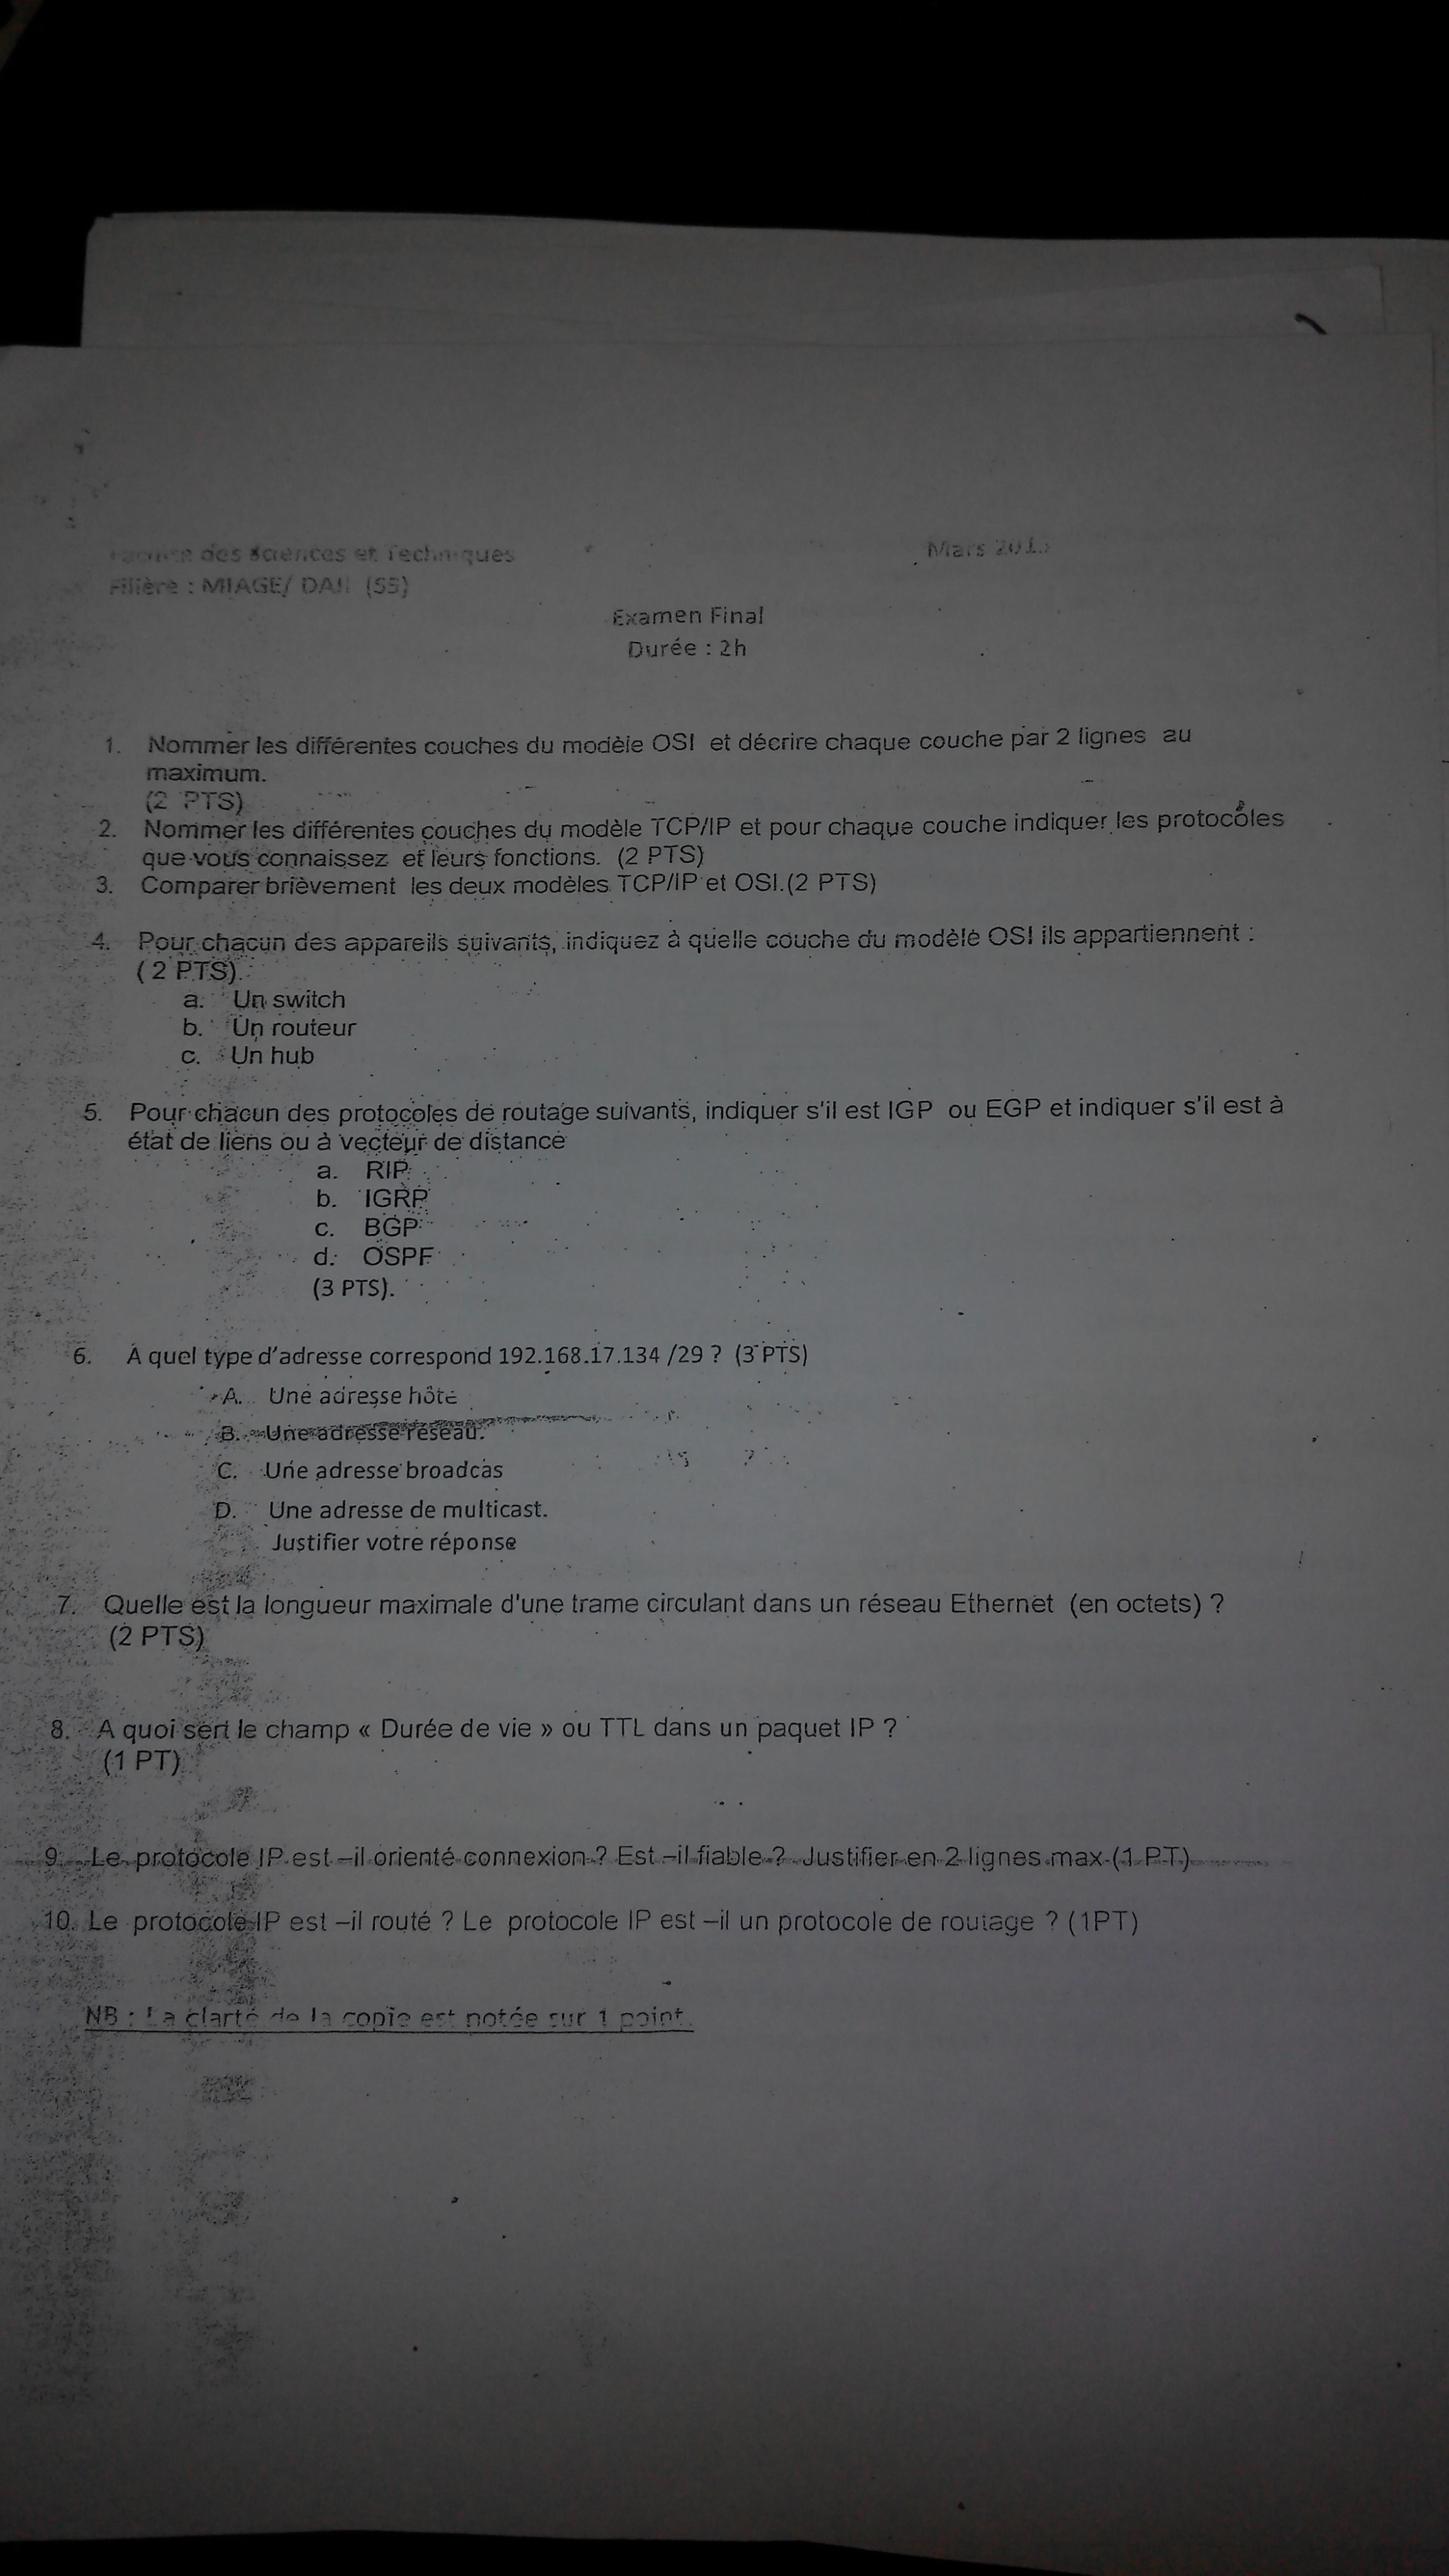 Faculté des Sciences et Techniques
Mars
Filière : MIAGE/ (S5)
Examen Final
Durée : 2h
1. Nommer les différentes couches du modèle OSI et décrire chaque couche par 2 lignes au
maximum.
(2 PTS)
2. Nommer les différentes couches du modèle TCP/IP et pour chaque couche indiquer les protocoles
que vous connaissez et leurs fonctions. (2 PTS)
3. Comparer brièvement les deux modèles TCP/IP et OSI.(2 PTS)
4. Pour chacun des appareils suivants, indiquez à quelle couche du modèle OSI ils appartiennent :
( 2 PTS)
a. Un switch
b. Un routeur
c. Un hub
5. Pour chacun des protocoles de routage suivants, indiquer s'il est IGP ou EGP et indiquer s'il est à
état de liens ou à vecteur de distance
a. RIP
b. IGRP
c. BGP
d. OSPF
(3 PTS).
6. A quel type d'adresse correspond 192.168.17.134 /29 ? (3 PTS)
A. Une adresse hôte
B. Une adresse réseau.
C. Une adresse broadcas
D. Une adresse de multicast.
Justifier votre réponse
7. Quelle est la longueur maximale d'une trame circulant dans un réseau Ethernet (en octets) ?
(2 PTS)
8. A quoi sert le champ « Durée de vie » ou TTL dans un paquet IP ?
(1 PT)
9. Le protocole IP est –il orienté connexion ? Est –il fiable ? Justifier en 2 lignes max (1 PT)
10. Le protocole IP est –il routé ? Le protocole IP est –il un protocole de routage ? (1PT)
NB : La clarté de la copie est notée sur 1 point.